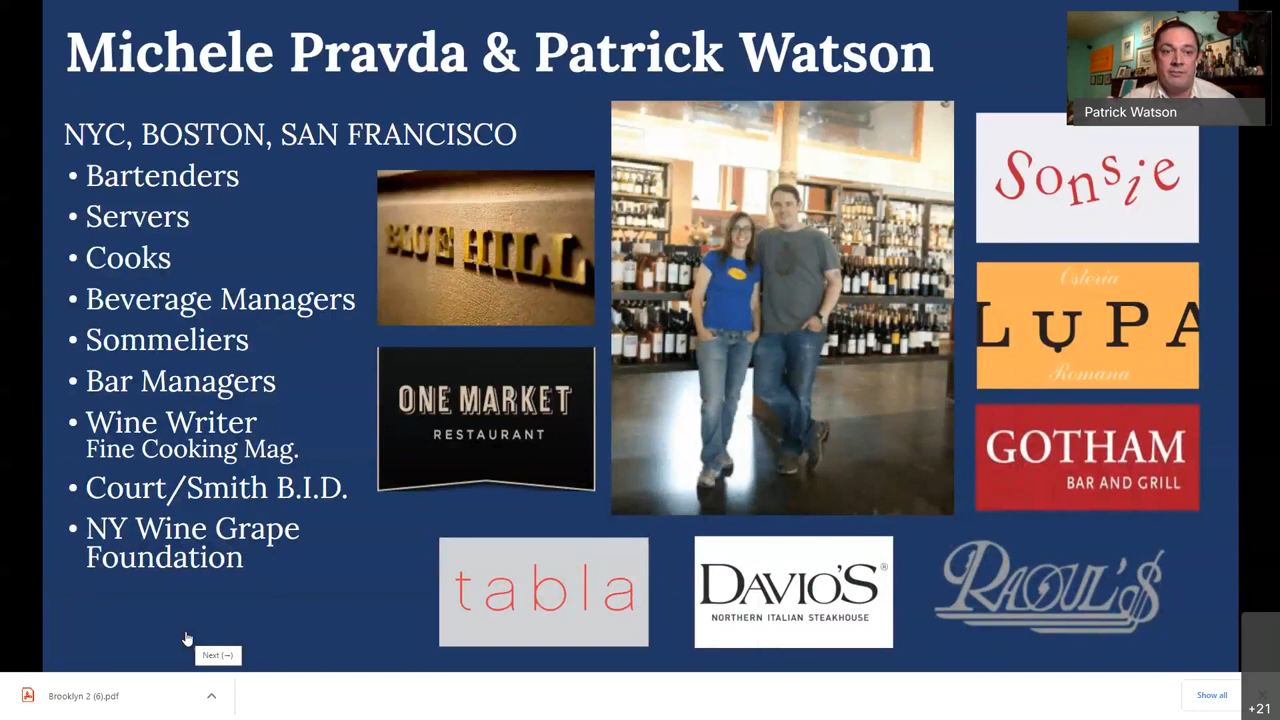 Michele Pravda & Patrick Watson
Patrick Watson
NYC, BOSTON, SAN FRANCISCO
• Bartenders
• Servers
• Cooks
• Beverage Managers
• Sommeliers
• Bar Managers
• Wine Writer
Fine Cooking Mag.
• Court/Smith B.I.D.
• NY Wine Grape
Foundation
BLUE HILL
ONE MARKET
RESTAURANT
Sonsie
Osteria
LUPA
Romana
GOTHAM
BAR AND GRILL
tabla
DAVIO'S®
NORTHERN ITALIAN STEAKHOUSE
RAOUL'S
Next (→)
Brooklyn 2 (6).pdf
Show all
+21